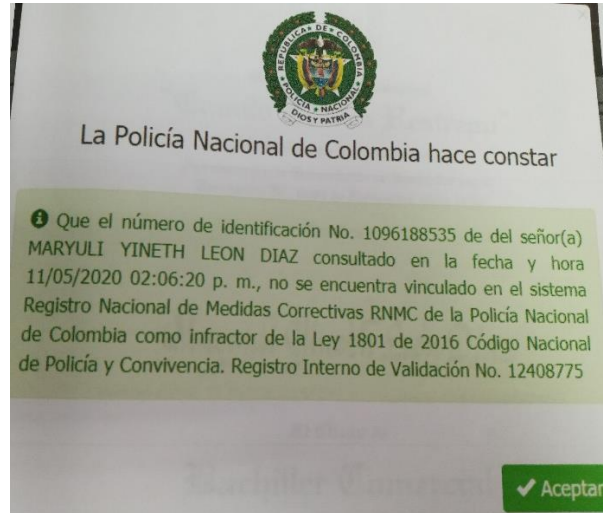 REPUBLICA DE COLOMBIA
POLICIA NACIONAL
DIOS Y PATRIA
La Policía Nacional de Colombia hace constar
Que el número de identificación No. 1096188535 de del señor(a)
MARYULI YINETH LEON DIAZ consultado en la fecha y hora
11/05/2020 02:06:20 p. m., no se encuentra vinculado en el sistema
Registro Nacional de Medidas Correctivas RNMC de la Policía Nacional
de Colombia como infractor de la Ley 1801 de 2016 Código Nacional
de Policía y Convivencia. Registro Interno de Validación No. 12408775
Aceptar